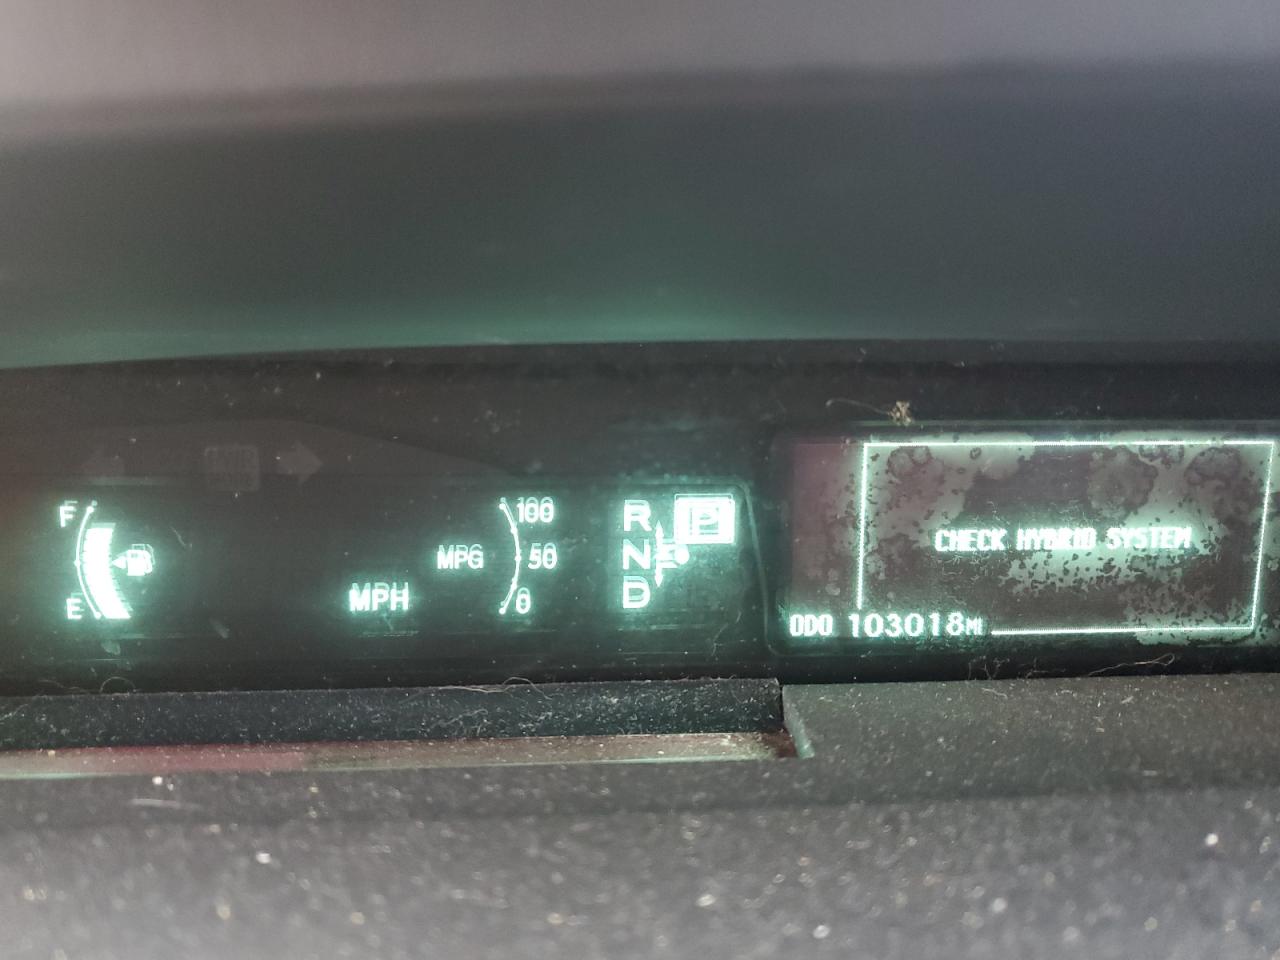 F
E
MPH
MPG
100
50
0
R
N
D
P
CHECK HYBRID SYSTEM
ODO 103018MI